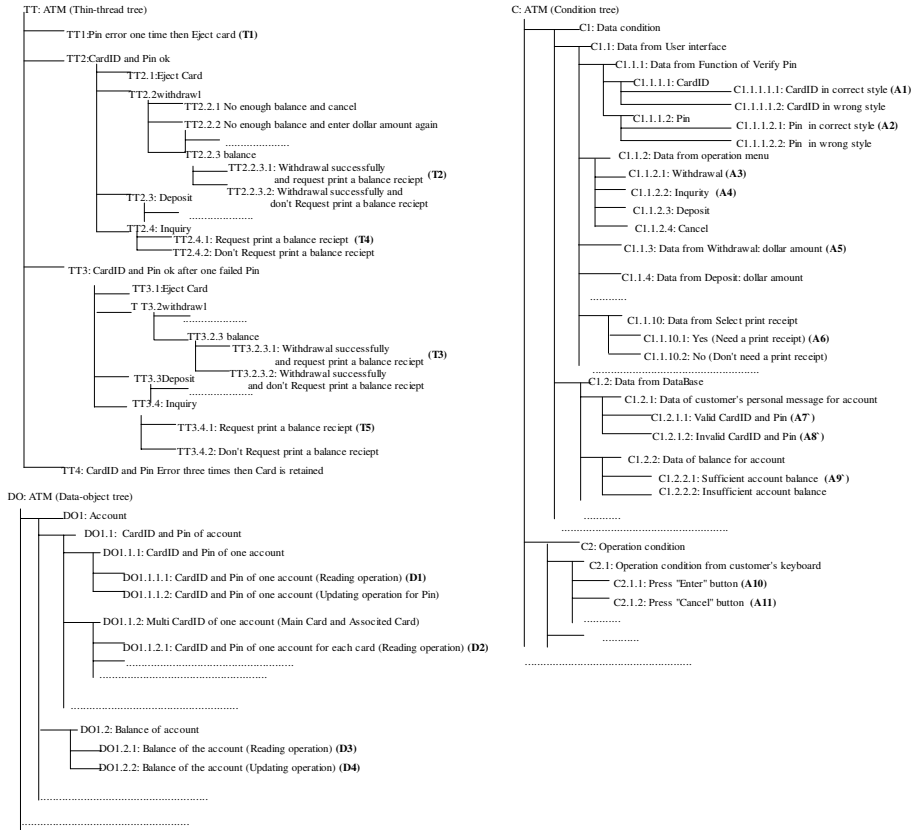 TT: ATM (Thin-thread tree)
TT1:Pin error one time then Eject card (T1)
TT2:CardID and Pin ok
TT2.1:Eject Card
TT2.2withdrawl
TT2.2.1 No enough balance and cancel
TT2.2.2 No enough balance and enter dollar amount again
.......................
TT2.2.3 balance
TT2.2.3.1: Withdrawal successfully
and request print a balance reciept (T2)
TT2.2.3.2: Withdrawal successfully and
don't Request print a balance reciept
TT2.3: Deposit
.......................
TT2.4: Inquiry
TT2.4.1: Request print a balance reciept (T4)
TT2.4.2: Don't Request print a balance reciept
TT3: CardID and Pin ok after one failed Pin
TT3.1:Eject Card
T T3.2withdrawl
.......................
TT3.2.3 balance
TT3.2.3.1: Withdrawal successfully
and request print a balance reciept (T3)
TT3.2.3.2: Withdrawal successfully
and don't Request print a balance reciept
TT3.3Deposit
.......................
TT3.4: Inquiry
TT3.4.1: Request print a balance reciept (T5)
TT3.4.2: Don't Request print a balance reciept
TT4: CardID and Pin Error three times then Card is retained
DO: ATM (Data-object tree)
DO1: Account
DO1.1: CardID and Pin of account
DO1.1.1: CardID and Pin of one account
DO1.1.1.1: CardID and Pin of one account (Reading operation) (D1)
DO1.1.1.2: CardID and Pin of one account (Updating operation for Pin)
DO1.1.2: Multi CardID of one account (Main Card and Associted Card)
DO1.1.2.1: CardID and Pin of one account for each card (Reading operation) (D2)
.......................
.......................
.......................
DO1.2: Balance of account
DO1.2.1: Balance of the account (Reading operation) (D3)
DO1.2.2: Balance of the account (Updating operation) (D4)
.......................
.......................
C: ATM (Condition tree)
C1: Data condition
C1.1: Data from User interface
C1.1.1: Data from Function of Verify Pin
C1.1.1.1: CardID
C1.1.1.1.1: CardID in correct style (A1)
C1.1.1.1.2: CardID in wrong style
C1.1.1.2: Pin
C1.1.1.2.1: Pin in correct style (A2)
C1.1.1.2.2: Pin in wrong style
C1.1.2: Data from operation menu
C1.1.2.1: Withdrawal (A3)
C1.1.2.2: Inqurity (A4)
C1.1.2.3: Deposit
C1.1.2.4: Cancel
C1.1.3: Data from Withdrawal: dollar amount (A5)
C1.1.4: Data from Deposit: dollar amount
............
C1.1.10: Data from Select print receipt
C1.1.10.1: Yes (Need a print receipt) (A6)
C1.1.10.2: No (Don't need a print receipt)
.......................
C1.2: Data from DataBase
C1.2.1: Data of customer's personal message for account
C1.2.1.1: Valid CardID and Pin (A7`)
C1.2.1.2: Invalid CardID and Pin (A8`)
C1.2.2: Data of balance for account
C1.2.2.1: Sufficient account balance (A9`)
C1.2.2.2: Insufficient account balance
............
.......................
C2: Operation condition
C2.1: Operation condition from customer's keyboard
C2.1.1: Press "Enter" button (A10)
C2.1.2: Press "Cancel" button (A11)
............
............
.......................